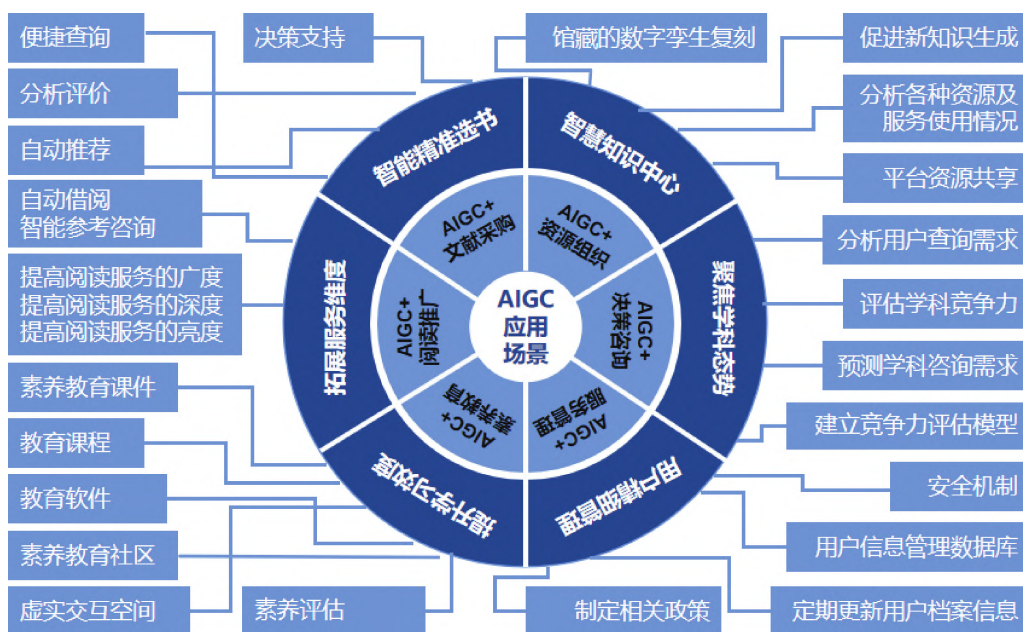 便捷查询
决策支持
馆藏的数字孪生复刻
促进新知识生成
分析评价
分析各种资源及
服务使用情况
自动推荐
平台资源共享
自动借阅
智能参考咨询
分析用户查询需求
提高阅读服务的广度
提高阅读服务的深度
提高阅读服务的亮度
评估学科竞争力
素养教育课件
预测学科咨询需求
教育课程
建立竞争力评估模型
教育软件
安全机制
素养教育社区
用户信息管理数据库
虚实交互空间
素养评估
制定相关政策
定期更新用户档案信息
智能精准选书
智慧知识中心
聚焦学科态势
用户精细管理
提升学习效度
拓展服务维度
AIGC+
文献采购
AIGC+
资源组织
AIGC+
决策咨询
AIGC+
服务管理
AIGC+
素养教育
AIGC+
阅读推广
AIGC
应用
场景